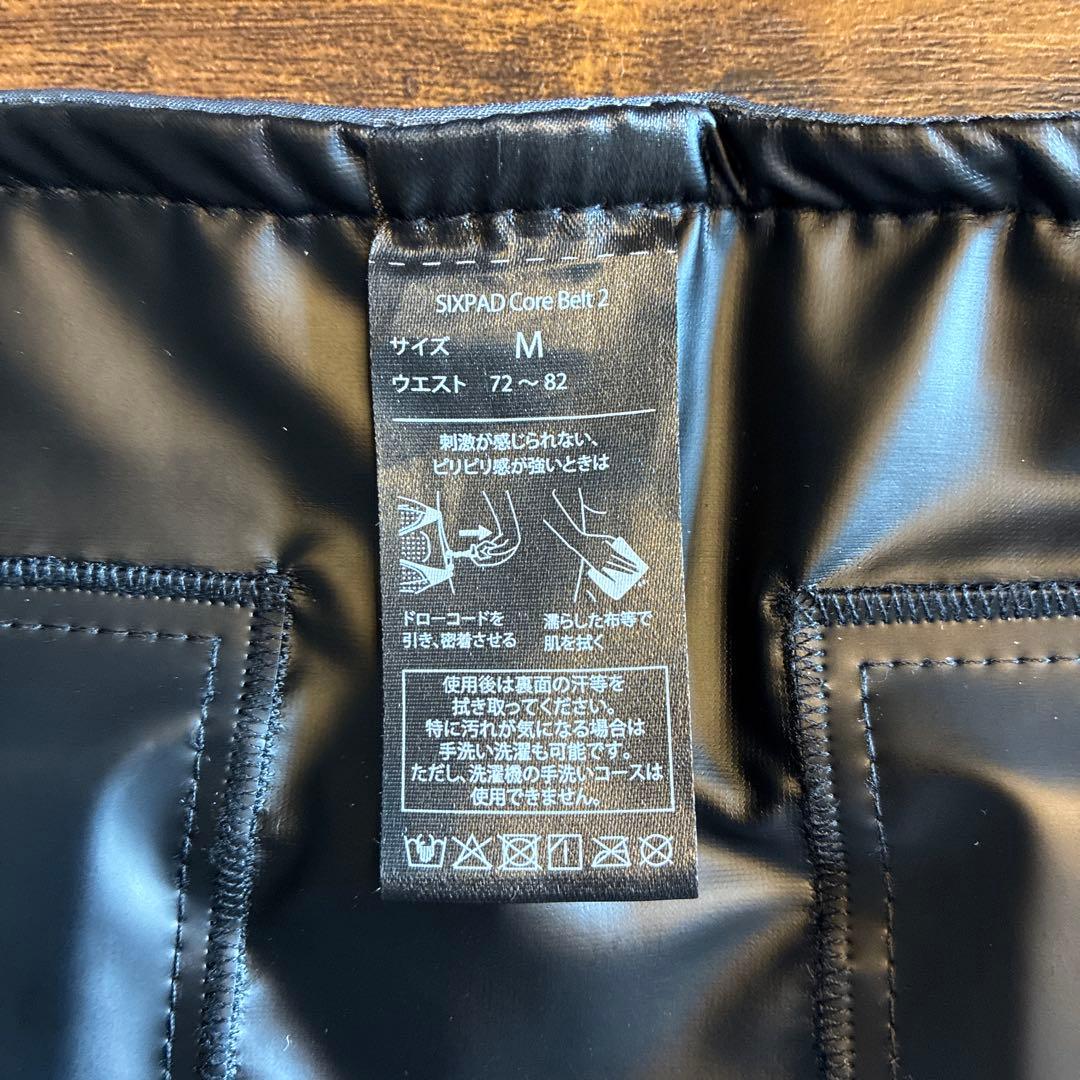 SIXPAD Core Belt 2
サイズ M
ウエスト 72～82
刺激が感じられない、
ピリピリ感が強いときは
ドローコードを
引き、密着させる
濡らした布等で
肌を拭く
使用後は裏面の汗等を
拭き取ってください。
特に汚れが気になる場合は
手洗い洗濯も可能です。
ただし、洗濯機の手洗いコースは
使用できません。